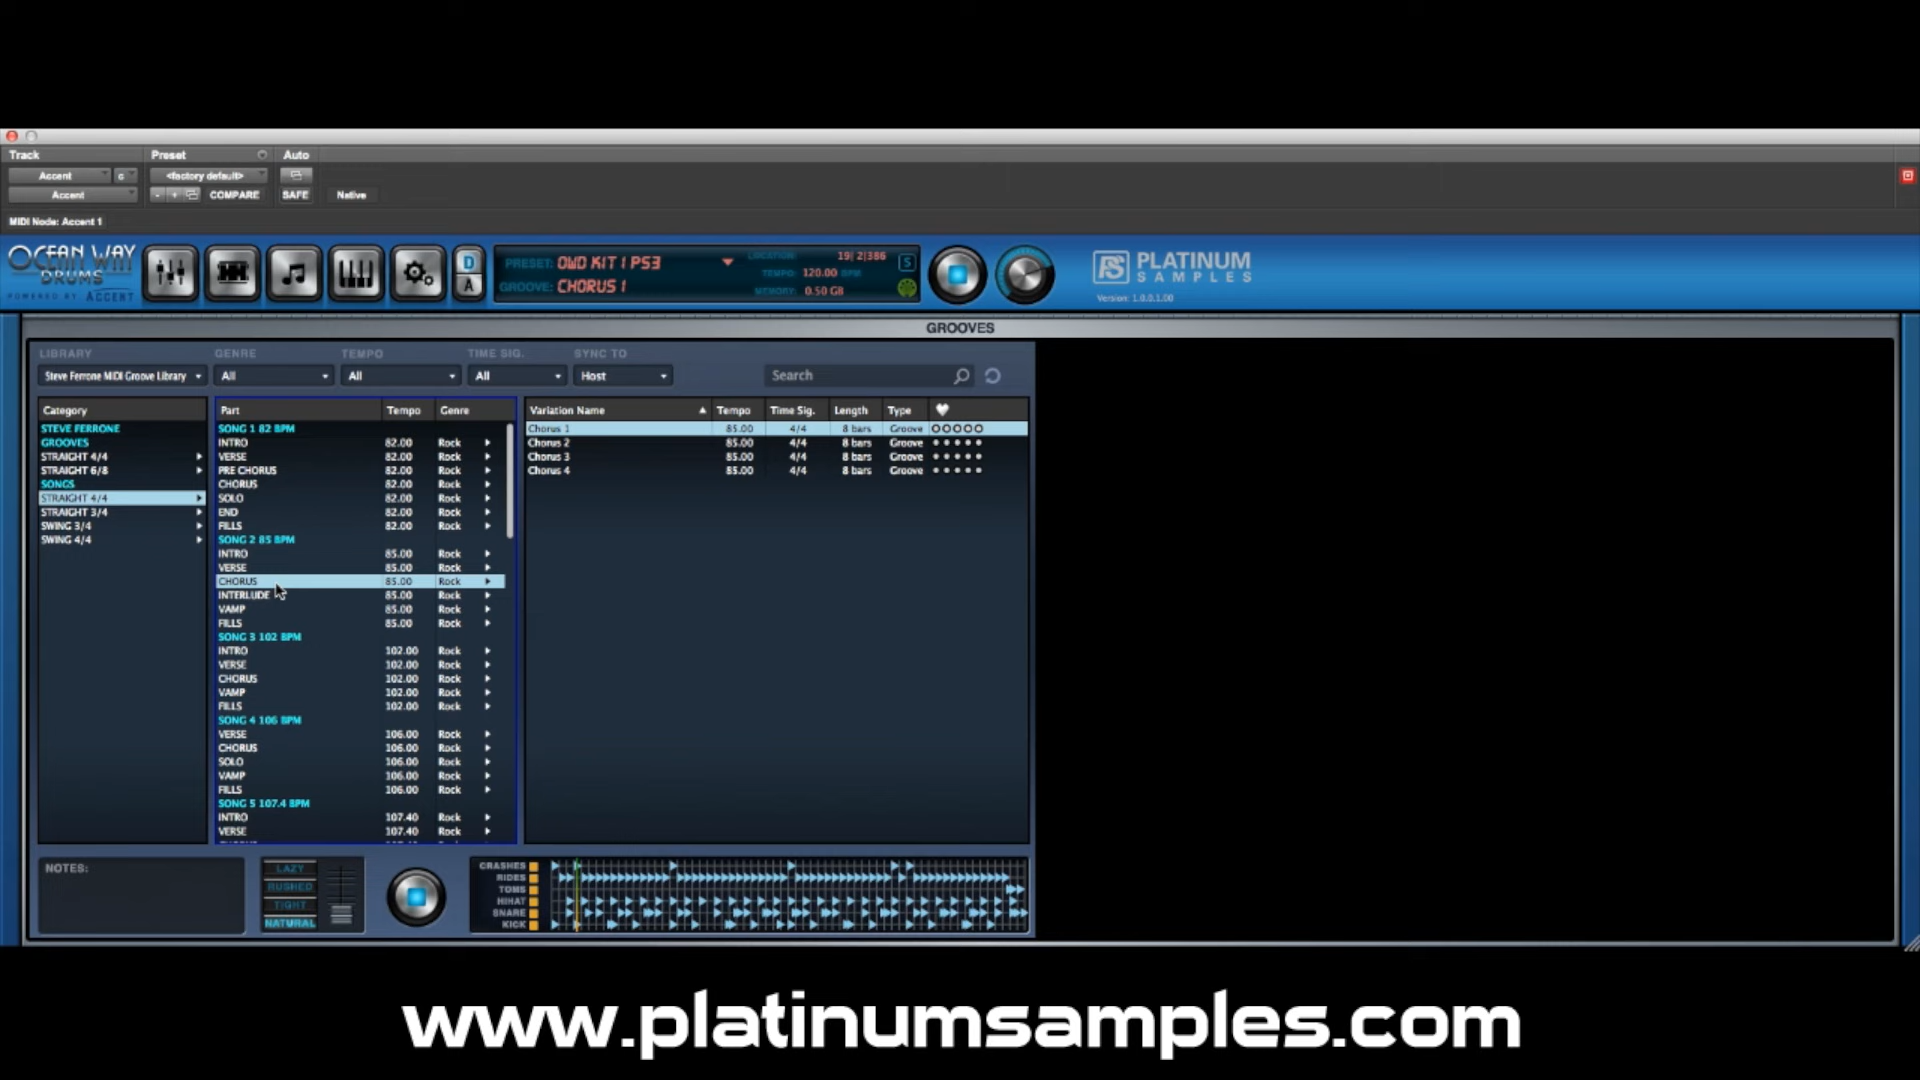 Track
Preset
Auto
Accent
c
<factory default>
Accent
- +
COMPARE
SAFE
Native
MIDI Node: Accent 1
OCEAN WAY
DRUMS
POWERED BY ACCENT
D
A
PRESET: OWD KIT 1 PS3
GROOVE: CHORUS 1
LOCATION: 19| 2|386
TEMPO: 120.00 BPM
MEMORY: 0.50 GB
S
PS PLATINUM
SAMPLES
Version: 1.0.0.1.00
GROOVES
LIBRARY
GENRE
TEMPO
TIME SIG.
SYNC TO
Steve Ferrone MIDI Groove Library
All
All
All
Host
Search
Category
STEVE FERRONE
GROOVES
STRAIGHT 4/4
STRAIGHT 6/8
SONGS
STRAIGHT 4/4
STRAIGHT 3/4
SWING 3/4
SWING 4/4
Part Tempo Genre
SONG 1 82 BPM
INTRO 82.00 Rock
VERSE 82.00 Rock
PRE CHORUS 82.00 Rock
CHORUS 82.00 Rock
SOLO 82.00 Rock
END 82.00 Rock
FILLS 82.00 Rock
SONG 2 85 BPM
INTRO 85.00 Rock
VERSE 85.00 Rock
CHORUS 85.00 Rock
INTERLUDE 85.00 Rock
VAMP 85.00 Rock
FILLS 85.00 Rock
SONG 3 102 BPM
INTRO 102.00 Rock
VERSE 102.00 Rock
CHORUS 102.00 Rock
VAMP 102.00 Rock
FILLS 102.00 Rock
SONG 4 106 BPM
VERSE 106.00 Rock
CHORUS 106.00 Rock
SOLO 106.00 Rock
VAMP 106.00 Rock
FILLS 106.00 Rock
SONG 5 107.4 BPM
INTRO 107.40 Rock
VERSE 107.40 Rock
Variation Name Tempo Time Sig. Length Type
Chorus 1 85.00 4/4 8 bars Groove
Chorus 2 85.00 4/4 8 bars Groove
Chorus 3 85.00 4/4 8 bars Groove
Chorus 4 85.00 4/4 8 bars Groove
NOTES:
LAZY
RUSHED
TIGHT
NATURAL
CRASHES
RIDES
TOMS
HIHAT
SNARE
KICK
www.platinumsamples.com